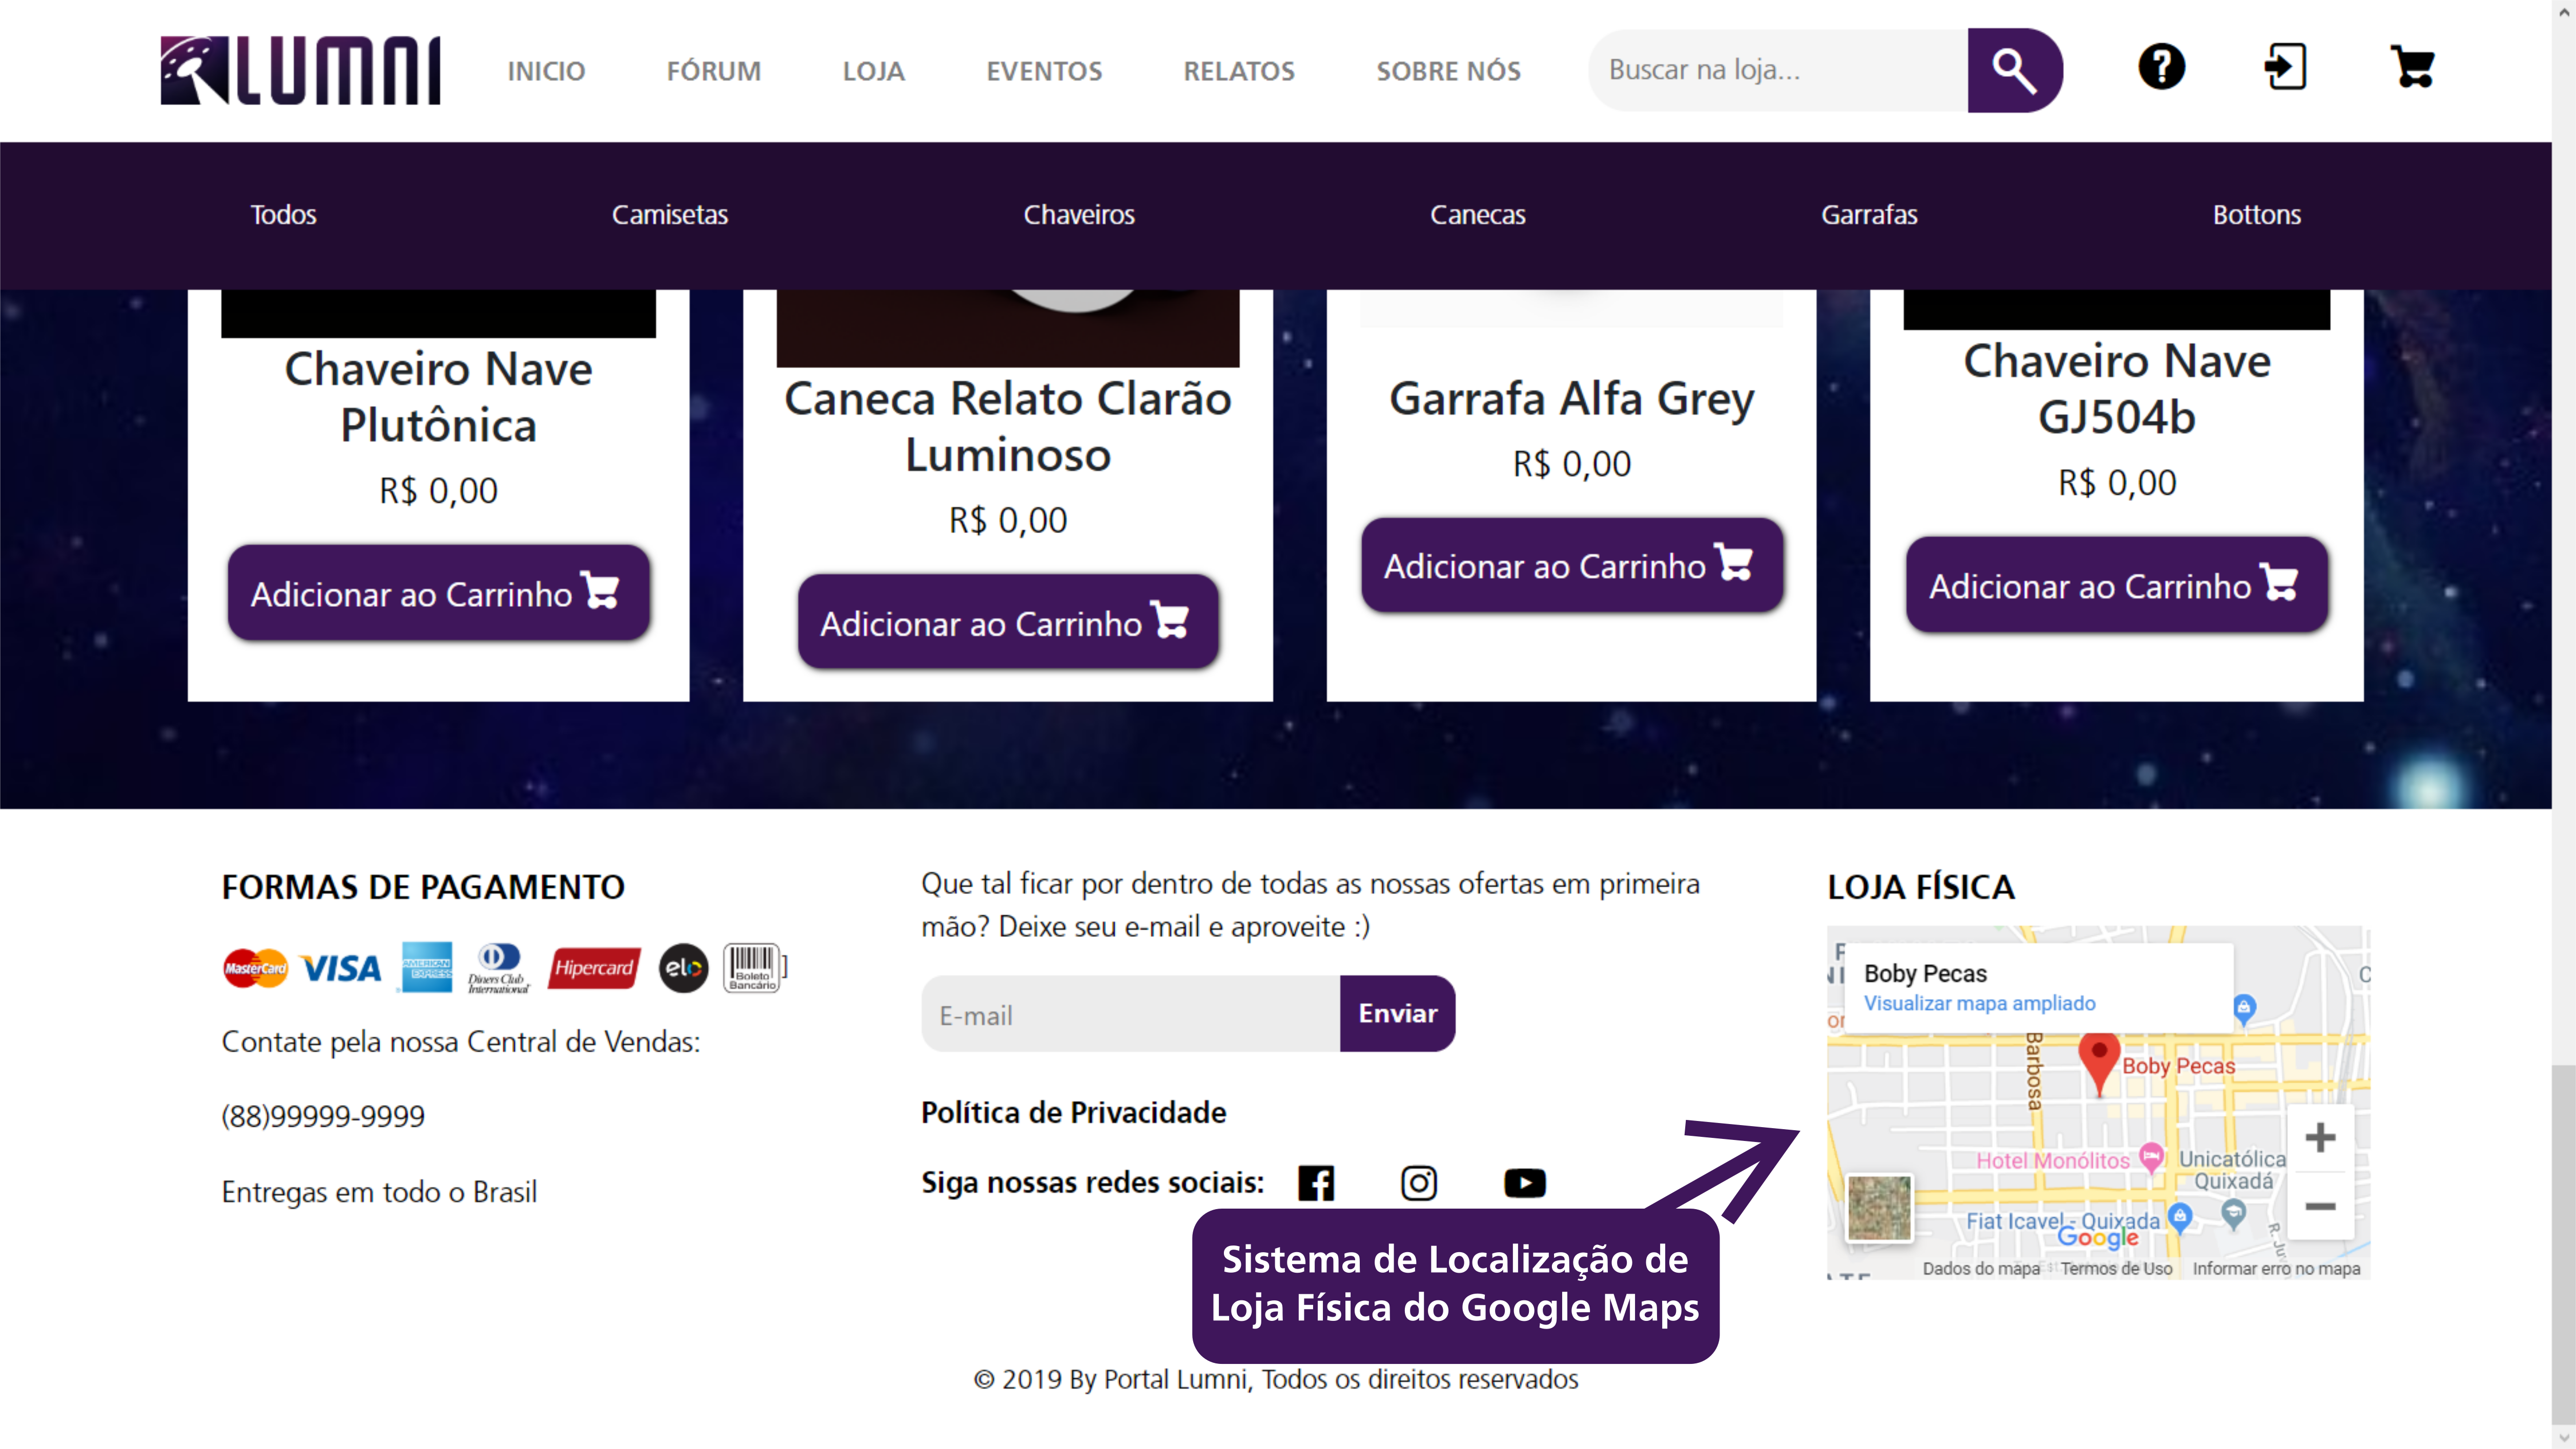 LUMNI
INICIO
FÓRUM
LOJA
EVENTOS
RELATOS
SOBRE NÓS
Buscar na loja...
Todos
Camisetas
Chaveiros
Canecas
Garrafas
Bottons
Chaveiro Nave
Plutônica
R$ 0,00
Adicionar ao Carrinho
Caneca Relato Clarão
Luminoso
R$ 0,00
Adicionar ao Carrinho
Garrafa Alfa Grey
R$ 0,00
Adicionar ao Carrinho
Chaveiro Nave
GJ504b
R$ 0,00
Adicionar ao Carrinho
FORMAS DE PAGAMENTO
MasterCard
VISA
AMERICAN EXPRESS
Diners Club
International
Hipercard
elo
Boleto
Bancário
]
Contate pela nossa Central de Vendas:
(88)99999-9999
Entregas em todo o Brasil
Que tal ficar por dentro de todas as nossas ofertas em primeira
mão? Deixe seu e-mail e aproveite :)
E-mail
Enviar
Política de Privacidade
Siga nossas redes sociais:
Sistema de Localização de
Loja Física do Google Maps
LOJA FÍSICA
Boby Pecas
Visualizar mapa ampliado
Barbosa
Boby Pecas
Hotel Monólitos
Unicatólica
Quixadá
Fiat Icavel - Quixada
Google
Dados do mapa
Termos de Uso
Informar erro no mapa
© 2019 By Portal Lumni, Todos os direitos reservados